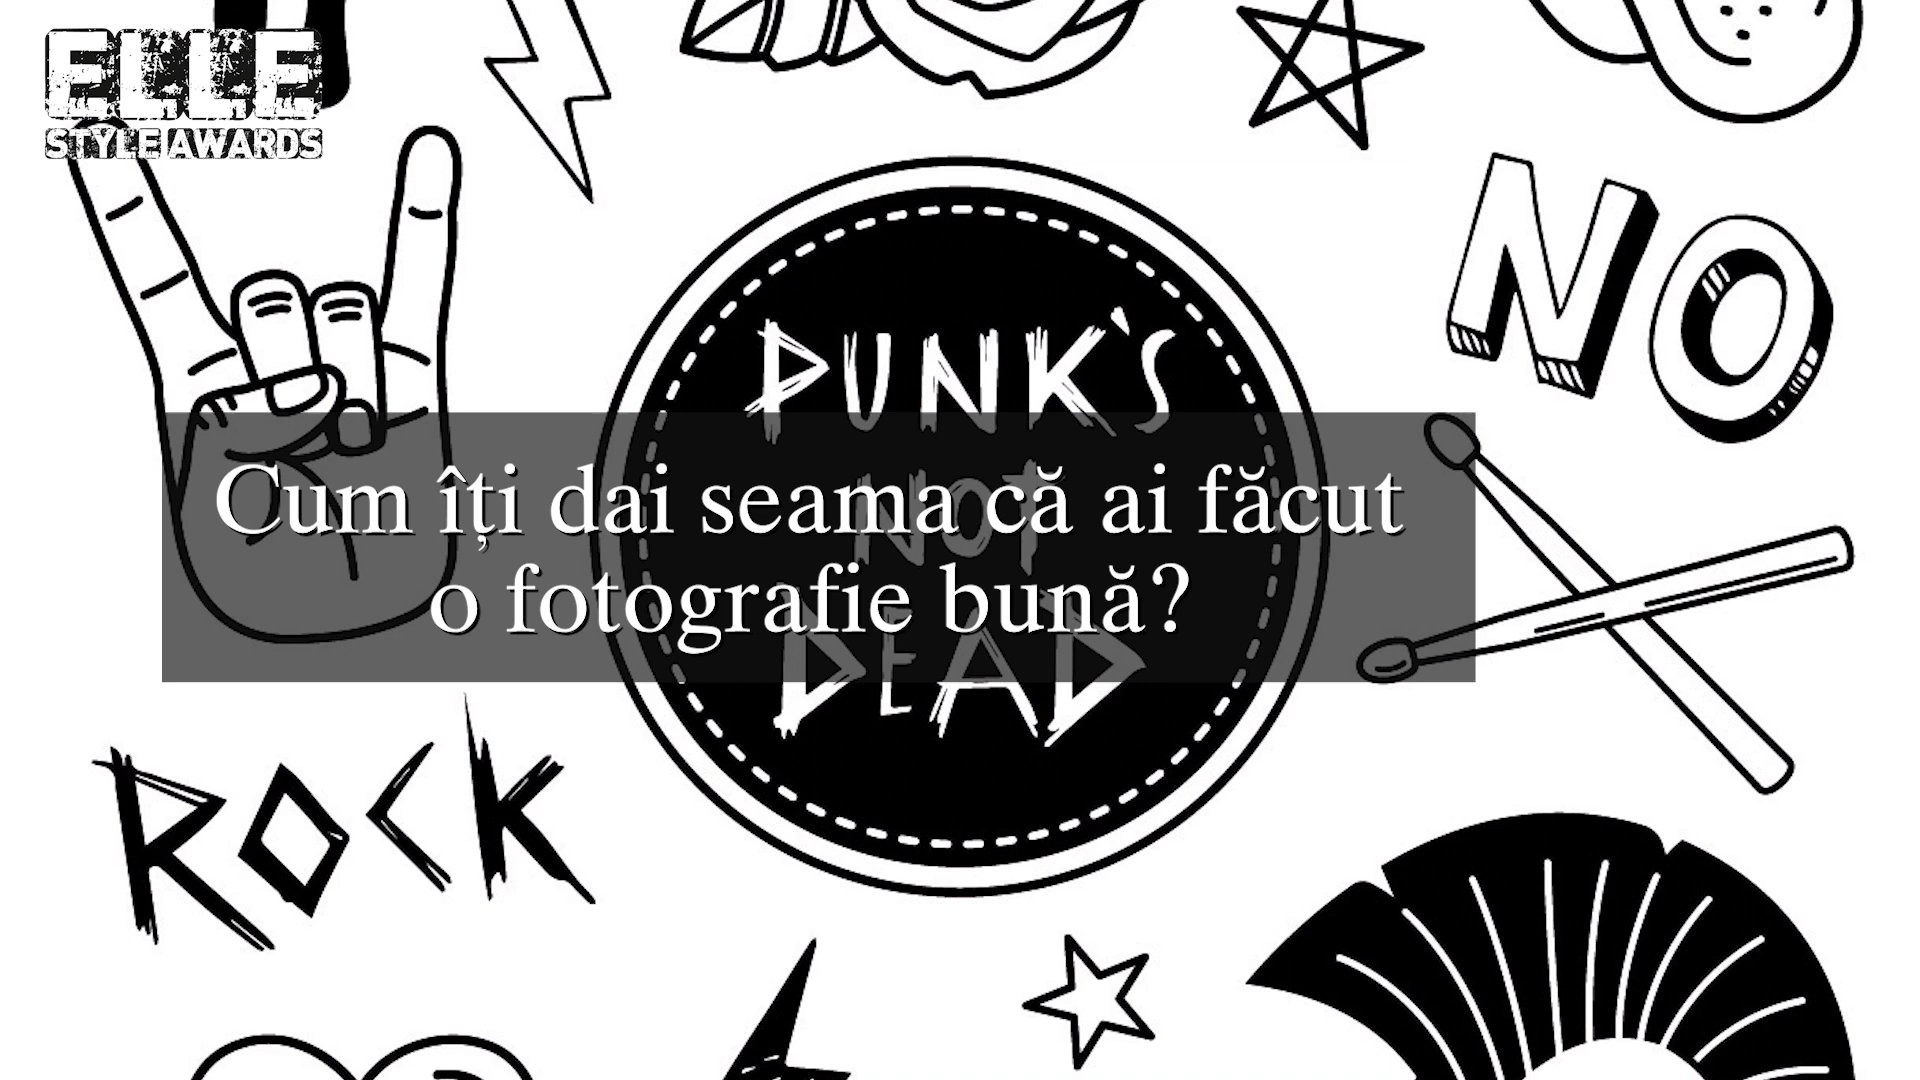 ELLE
STYLE AWARDS
NO
PUNK'S
NOT
DEAD
Cum îți dai seama că ai făcut
o fotografie bună?
ROCK